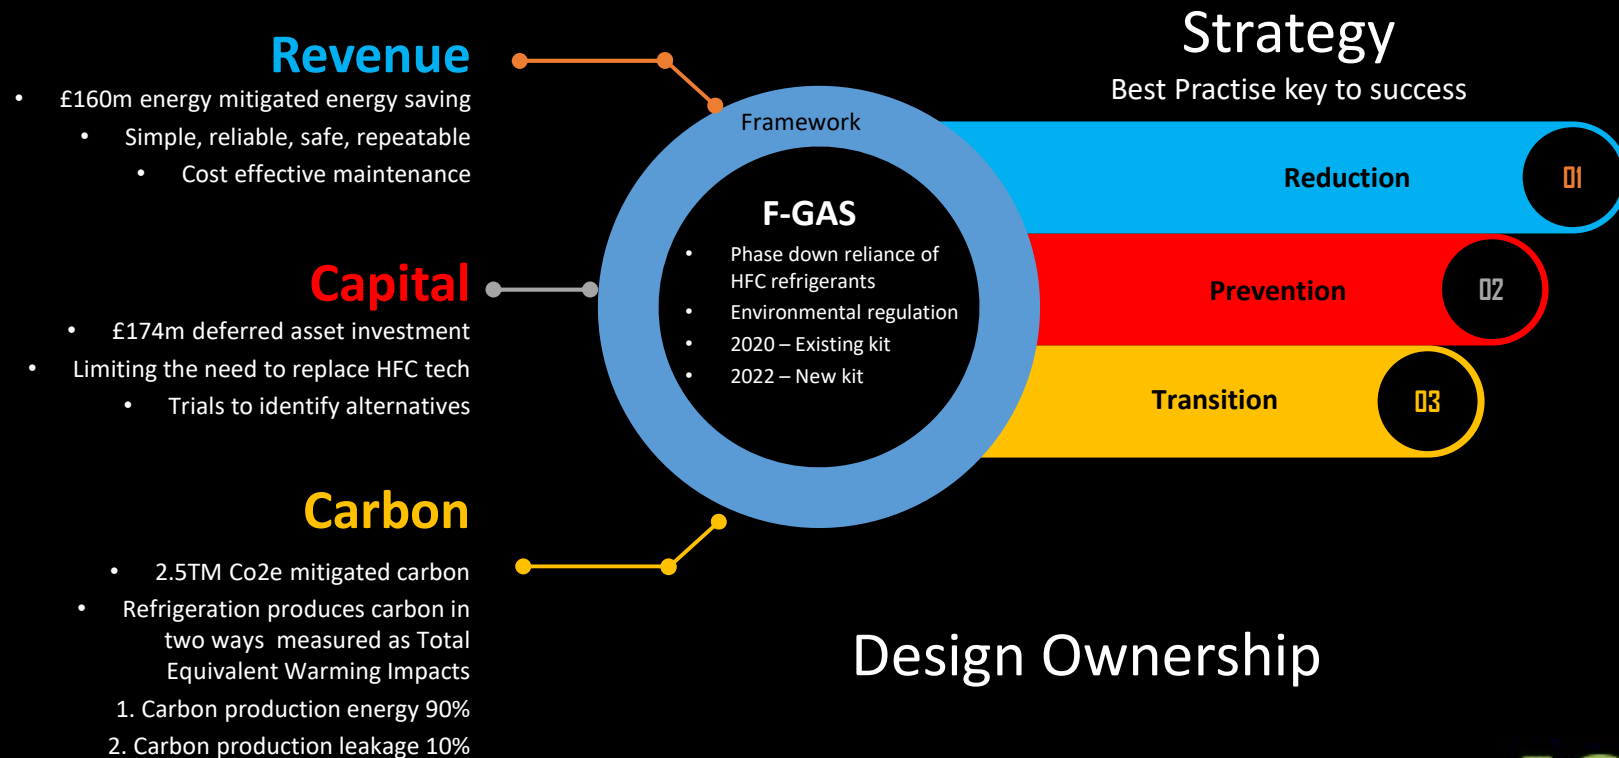 Revenue
• £160m energy mitigated energy saving
• Simple, reliable, safe, repeatable
• Cost effective maintenance
Capital
• £174m deferred asset investment
• Limiting the need to replace HFC tech
• Trials to identify alternatives
Carbon
• 2.5TM Co2e mitigated carbon
• Refrigeration produces carbon in
two ways measured as Total
Equivalent Warming Impacts
1. Carbon production energy 90%
2. Carbon production leakage 10%
Framework
F-GAS
• Phase down reliance of
HFC refrigerants
• Environmental regulation
• 2020 – Existing kit
• 2022 – New kit
Strategy
Best Practise key to success
Reduction 01
Prevention 02
Transition 03
Design Ownership